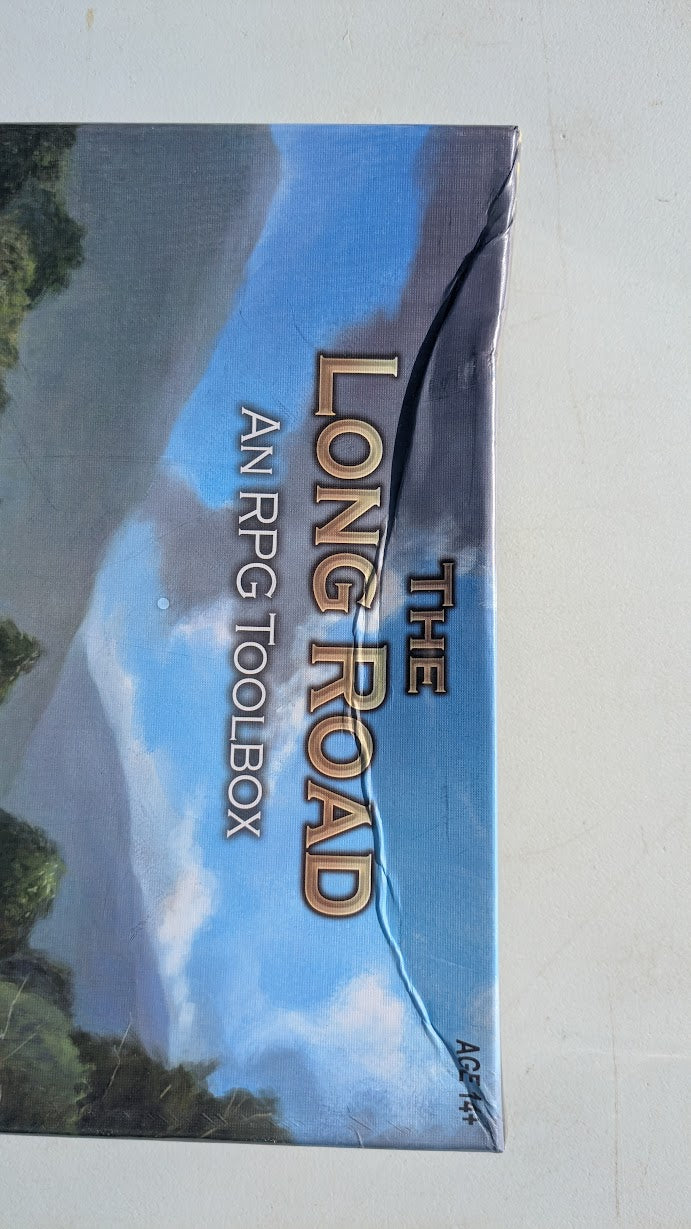 THE
LONG ROAD
AN RPG TOOLBOX
AGE 14+